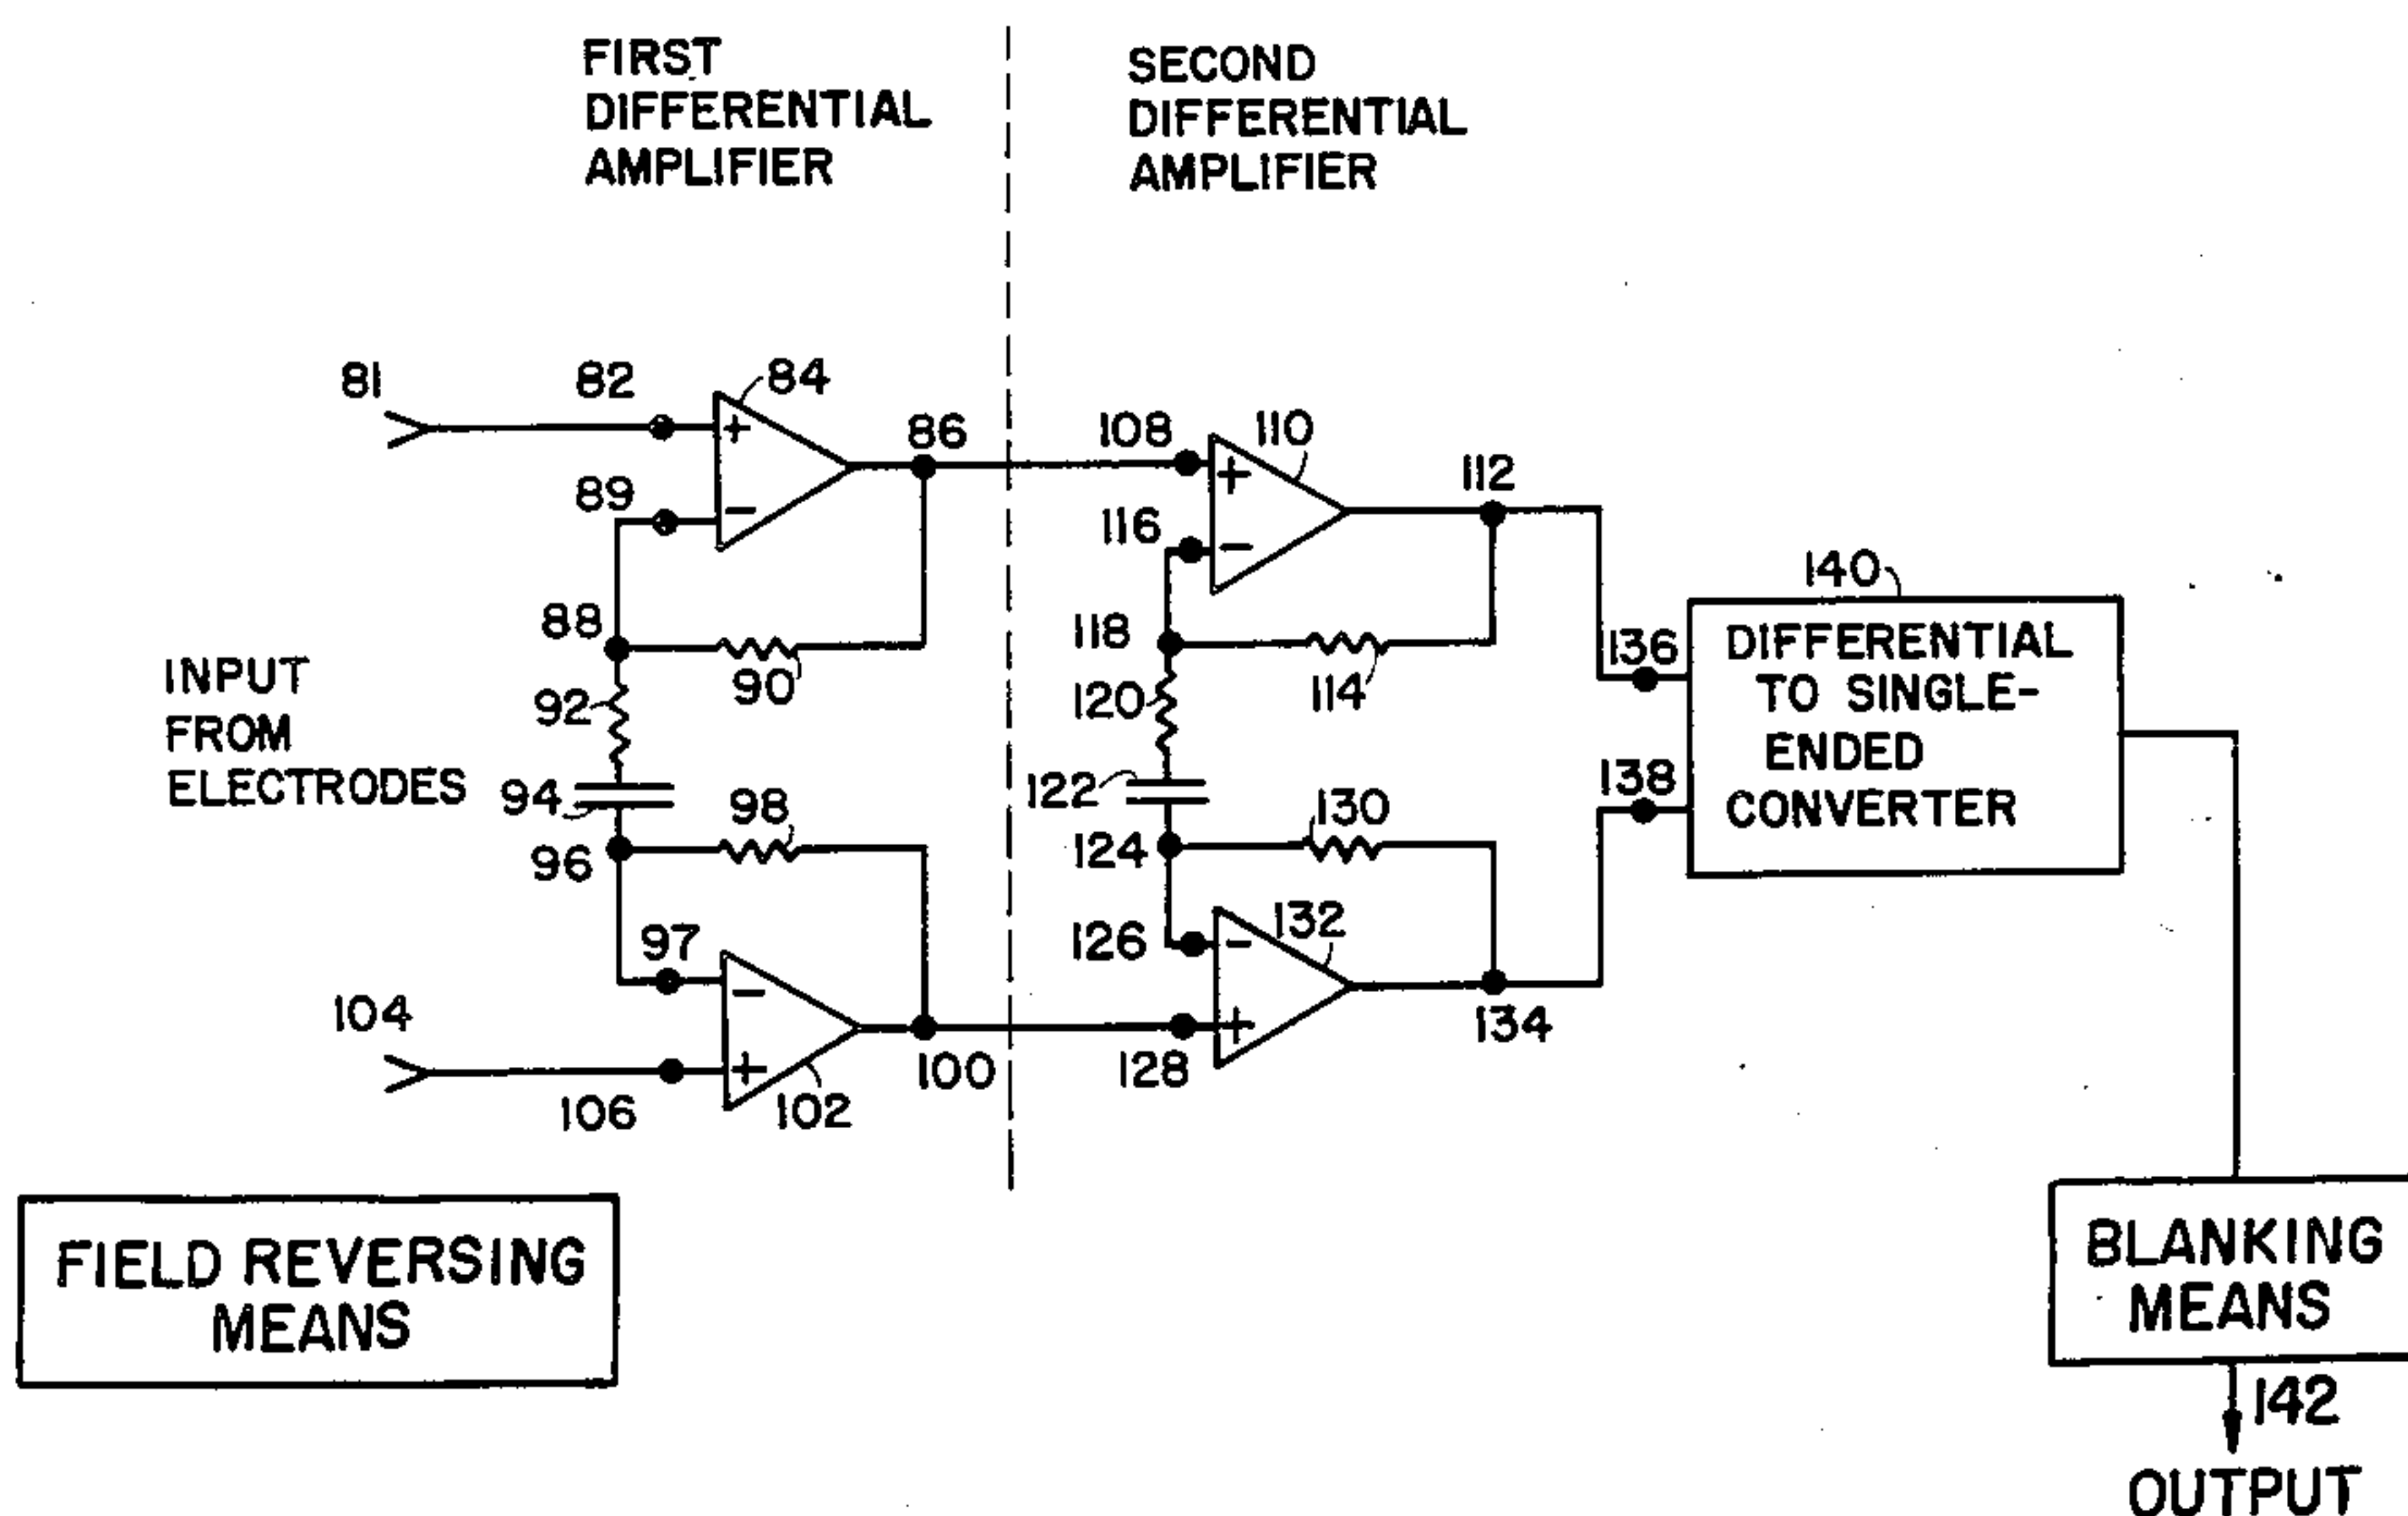 FIRST
DIFFERENTIAL
AMPLIFIER
SECOND
DIFFERENTIAL
AMPLIFIER
81
82
84
+
89
−
86
88
90
92
94
96
98
97
−
104
+
106
102
100
108
110
+
116
−
112
118
120
114
122
124
130
126
−
132
+
128
134
INPUT
FROM
ELECTRODES
136
138
140
DIFFERENTIAL
TO SINGLE-
ENDED
CONVERTER
FIELD REVERSING
MEANS
BLANKING
MEANS
142
OUTPUT